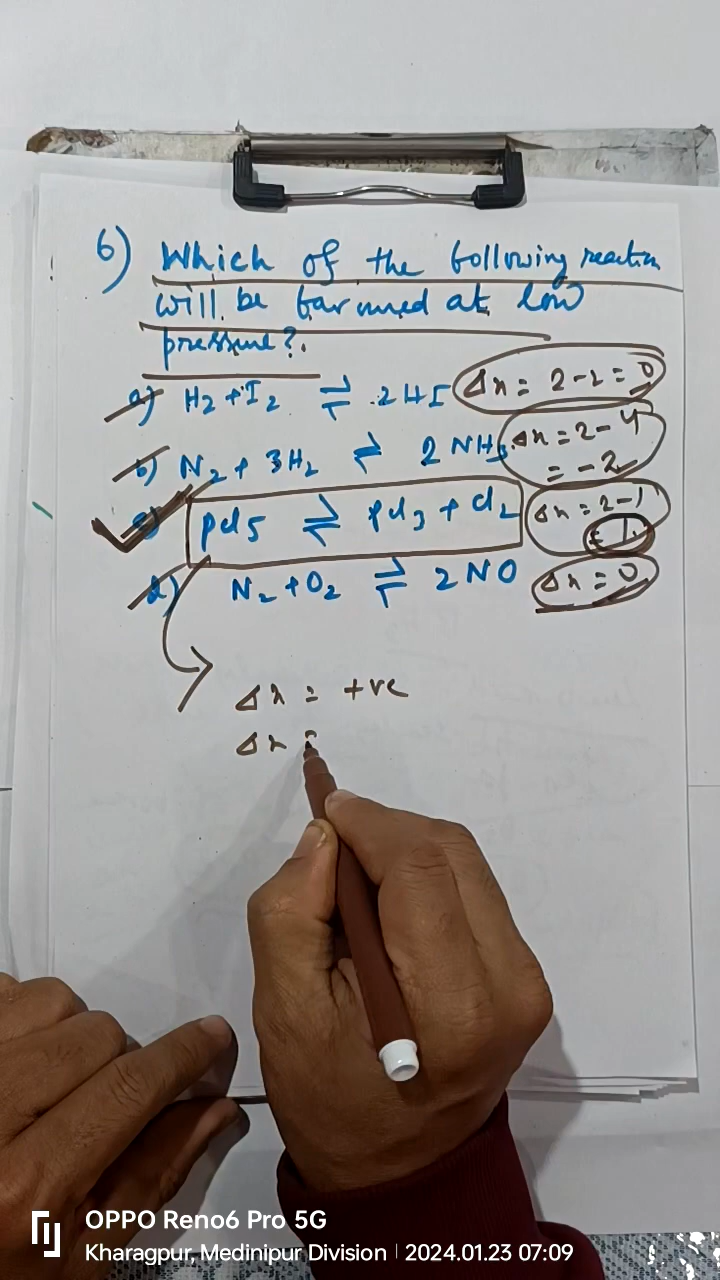 6) Which of the following reaction
will be favoured at low
pressure?.
a) H₂ + I₂ ⇌ 2HI Δn = 2-2 = 0
b) N₂ + 3H₂ ⇌ 2NH₃ Δn = 2-4
= -2
c) pcl₅ ⇌ pcl₃ + cl₂ Δn = 2-1
= 1
d) N₂ + O₂ ⇌ 2NO Δn = 0
Δn = +ve
Δn =
OPPO Reno6 Pro 5G
Kharagpur, Medinipur Division | 2024.01.23 07:09